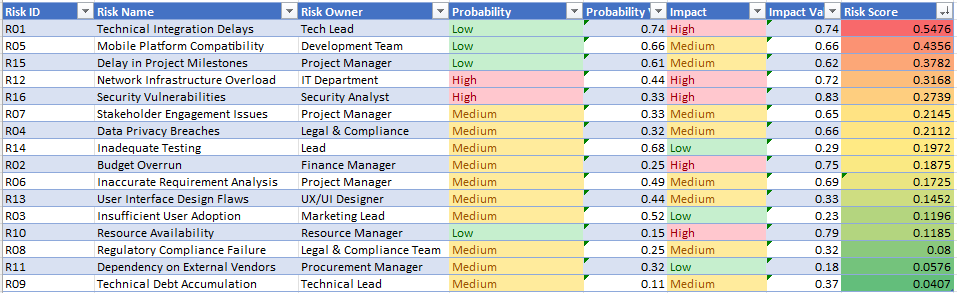 Risk ID Risk Name Risk Owner Probability Probability V Impact Impact Val Risk Score
R01 Technical Integration Delays Tech Lead Low 0.74 High 0.74 0.5476
R05 Mobile Platform Compatibility Development Team Low 0.66 Medium 0.66 0.4356
R15 Delay in Project Milestones Project Manager Low 0.61 Medium 0.62 0.3782
R12 Network Infrastructure Overload IT Department High 0.44 High 0.72 0.3168
R16 Security Vulnerabilities Security Analyst High 0.33 High 0.83 0.2739
R07 Stakeholder Engagement Issues Project Manager Medium 0.33 Medium 0.65 0.2145
R04 Data Privacy Breaches Legal & Compliance Medium 0.32 Medium 0.66 0.2112
R14 Inadequate Testing Lead Medium 0.68 Low 0.29 0.1972
R02 Budget Overrun Finance Manager Medium 0.25 High 0.75 0.1875
R06 Inaccurate Requirement Analysis Project Manager Medium 0.49 Medium 0.69 0.1725
R13 User Interface Design Flaws UX/UI Designer Medium 0.44 Medium 0.33 0.1452
R03 Insufficient User Adoption Marketing Lead Medium 0.52 Low 0.23 0.1196
R10 Resource Availability Resource Manager Low 0.15 High 0.79 0.1185
R08 Regulatory Compliance Failure Legal & Compliance Team Medium 0.25 Medium 0.32 0.08
R11 Dependency on External Vendors Procurement Manager Medium 0.32 Low 0.18 0.0576
R09 Technical Debt Accumulation Technical Lead Medium 0.11 Medium 0.37 0.0407